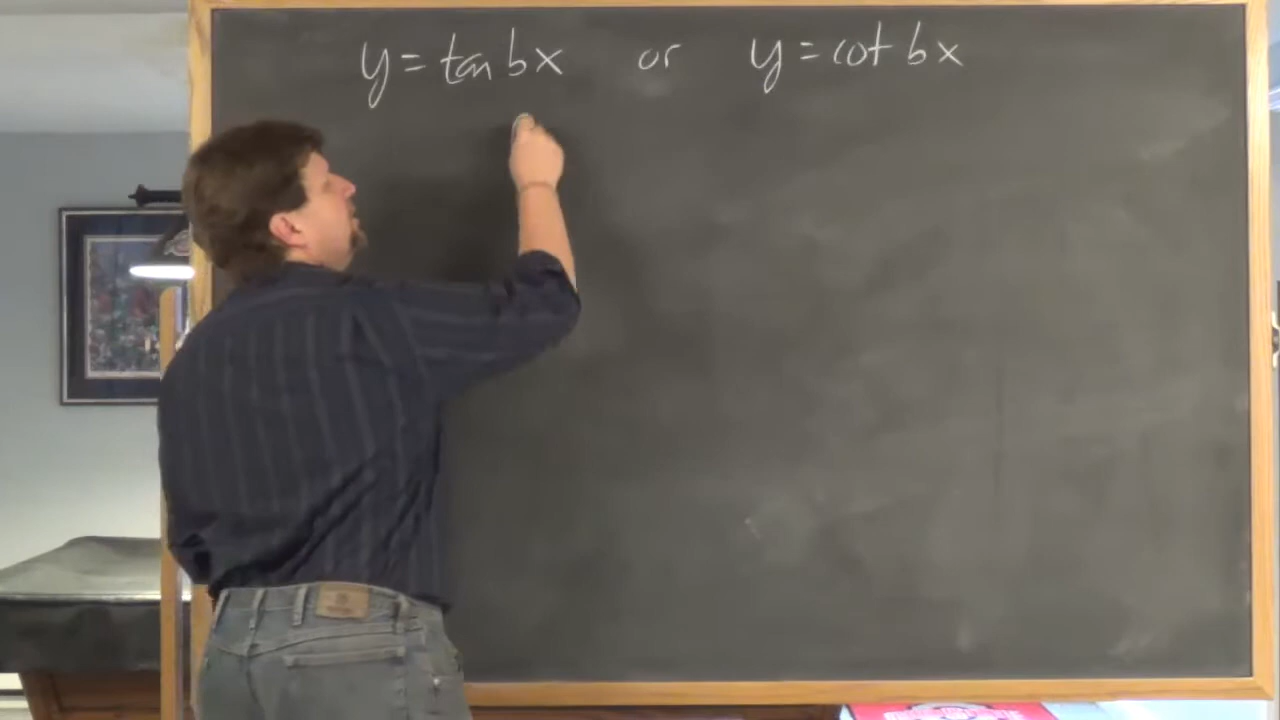 y = tan bx or y = cot bx